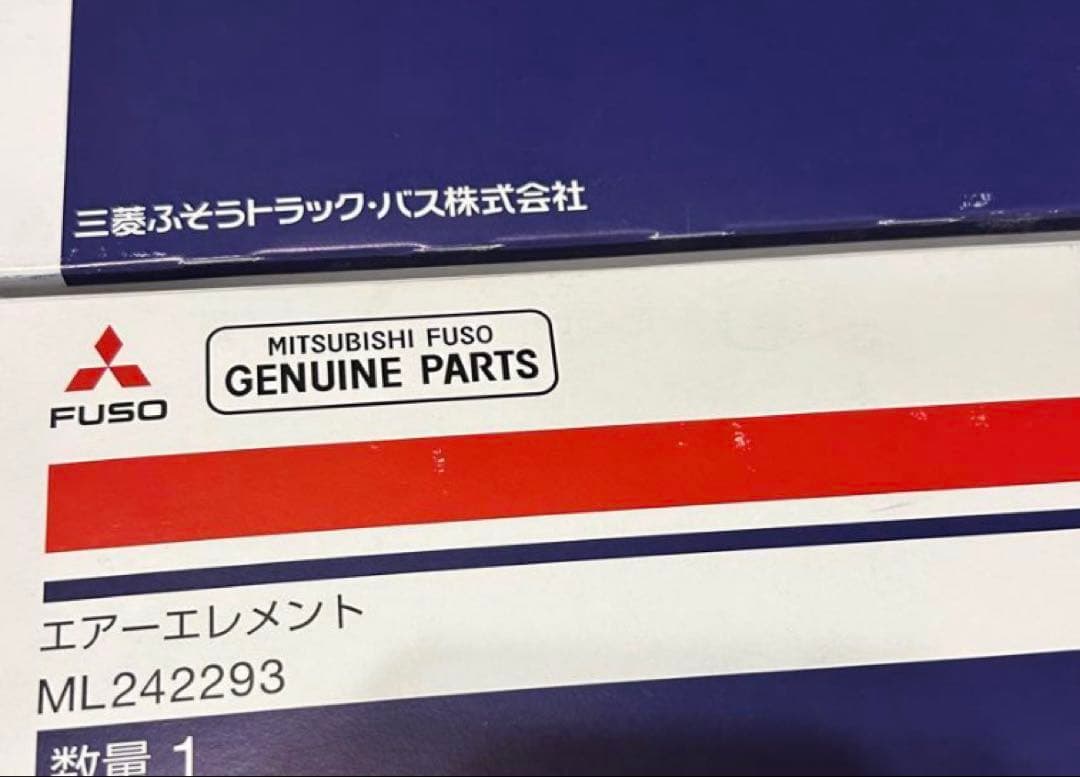 三菱ふそうトラック・バス株式会社
MITSUBISHI FUSO
GENUINE PARTS
FUSO
エアーエレメント
ML242293
数量 1